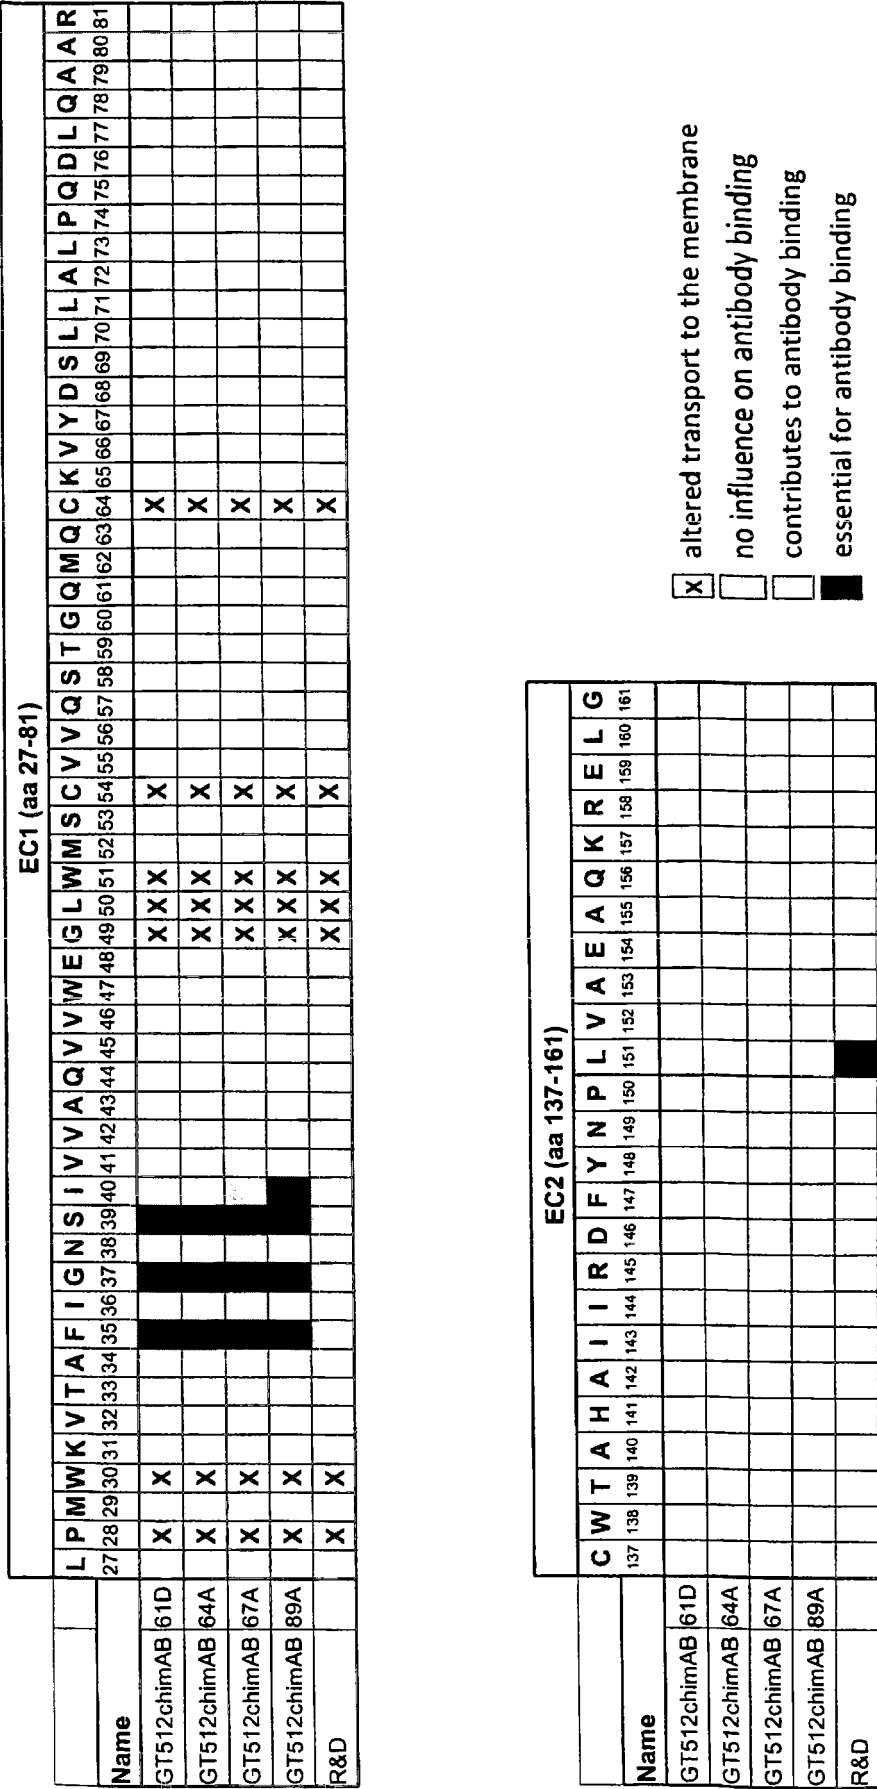 EC1 (aa 27-81)
L P M W K V T A F I G N S I V V A Q V V W E G L W M S C V V Q S T G Q M Q C K V Y D S L L A L P Q D L Q A A R
Name 27 28 29 30 31 32 33 34 35 36 37 38 39 40 41 42 43 44 45 46 47 48 49 50 51 52 53 54 55 56 57 58 59 60 61 62 63 64 65 66 67 68 69 70 71 72 73 74 75 76 77 78 79 80 81
GT512chimAB 61D X X X X X X X
GT512chimAB 64A X X X X X X X
GT512chimAB 67A X X X X X X X
GT512chimAB 89A X X X X X X X
R&D X X X X X X X
EC2 (aa 137-161)
C W T A H A I I R D F Y N P L V A E A Q K R E L G
Name 137 138 139 140 141 142 143 144 145 146 147 148 149 150 151 152 153 154 155 156 157 158 159 160 161
GT512chimAB 61D
GT512chimAB 64A
GT512chimAB 67A
GT512chimAB 89A
R&D
X altered transport to the membrane
no influence on antibody binding
contributes to antibody binding
essential for antibody binding